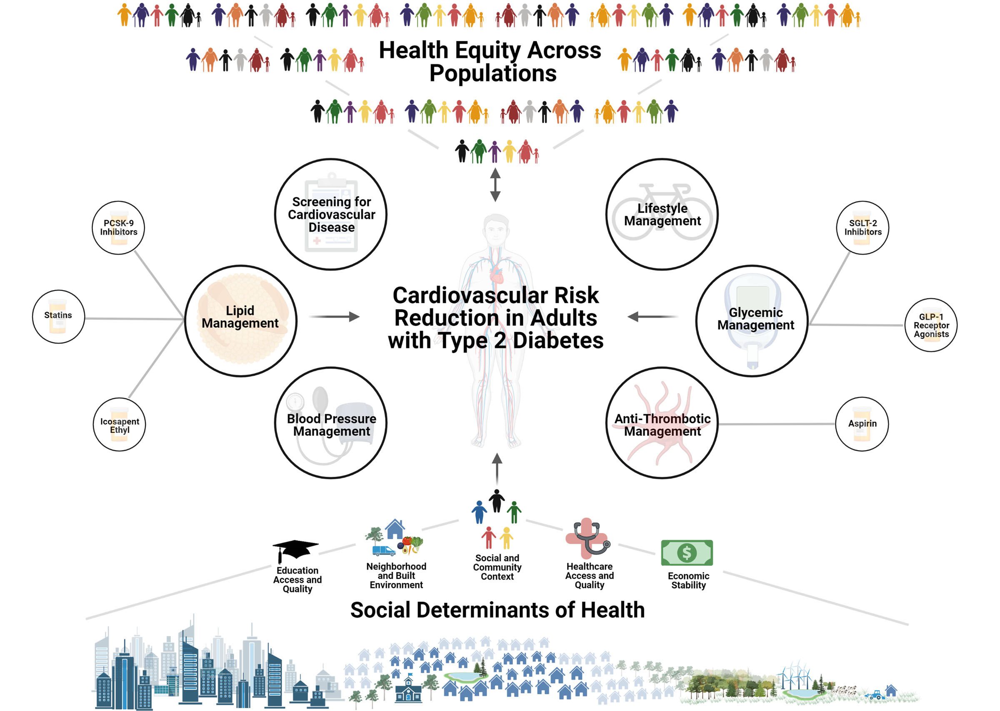 Health Equity Across
Populations
Screening for
Cardiovascular
Disease
Lifestyle
Management
PCSK-9
Inhibitors
SGLT-2
Inhibitors
Statins
Lipid
Management
Cardiovascular Risk
Reduction in Adults
with Type 2 Diabetes
Glycemic
Management
GLP-1
Receptor
Agonists
Icosapent
Ethyl
Blood Pressure
Management
Anti-Thrombotic
Management
Aspirin
Education
Access and
Quality
Neighborhood
and Built
Environment
Social and
Community
Context
Healthcare
Access and
Quality
$
Economic
Stability
Social Determinants of Health